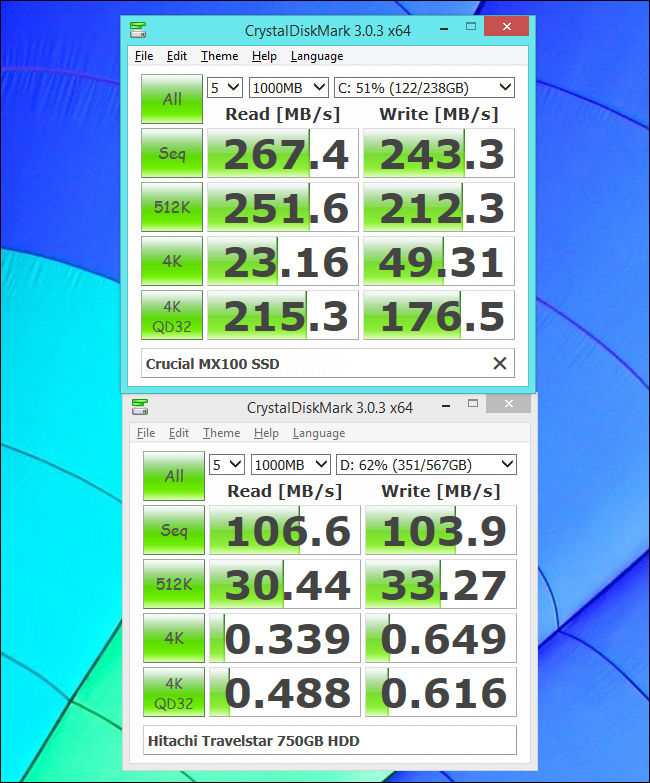 CrystalDiskMark 3.0.3 x64
File Edit Theme Help Language
All 5 1000MB C: 51% (122/238GB)
Read [MB/s] Write [MB/s]
Seq 267.4 243.3
512K 251.6 212.3
4K 23.16 49.31
4K QD32 215.3 176.5
Crucial MX100 SSD
CrystalDiskMark 3.0.3 x64
File Edit Theme Help Language
All 5 1000MB D: 62% (351/567GB)
Read [MB/s] Write [MB/s]
Seq 106.6 103.9
512K 30.44 33.27
4K 0.339 0.649
4K QD32 0.488 0.616
Hitachi Travelstar 750GB HDD